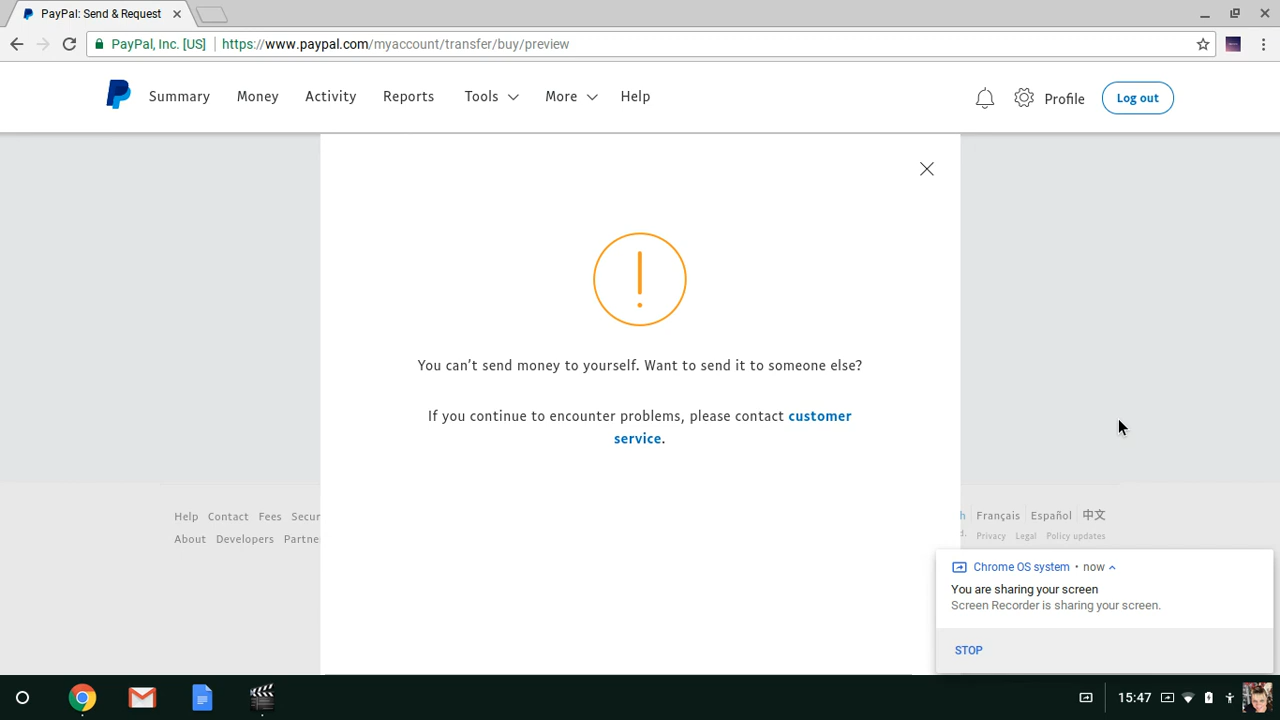 PayPal: Send & Request
PayPal, Inc. [US]
https://www.paypal.com/myaccount/transfer/buy/preview
Summary Money Activity Reports Tools More Help
Profile
Log out
You can't send money to yourself. Want to send it to someone else?
If you continue to encounter problems, please contact customer
service.
Help Contact Fees Secur
About Developers Partne
h Français Español 中文
d. Privacy Legal Policy updates
Chrome OS system • now
You are sharing your screen
Screen Recorder is sharing your screen.
STOP
15:47